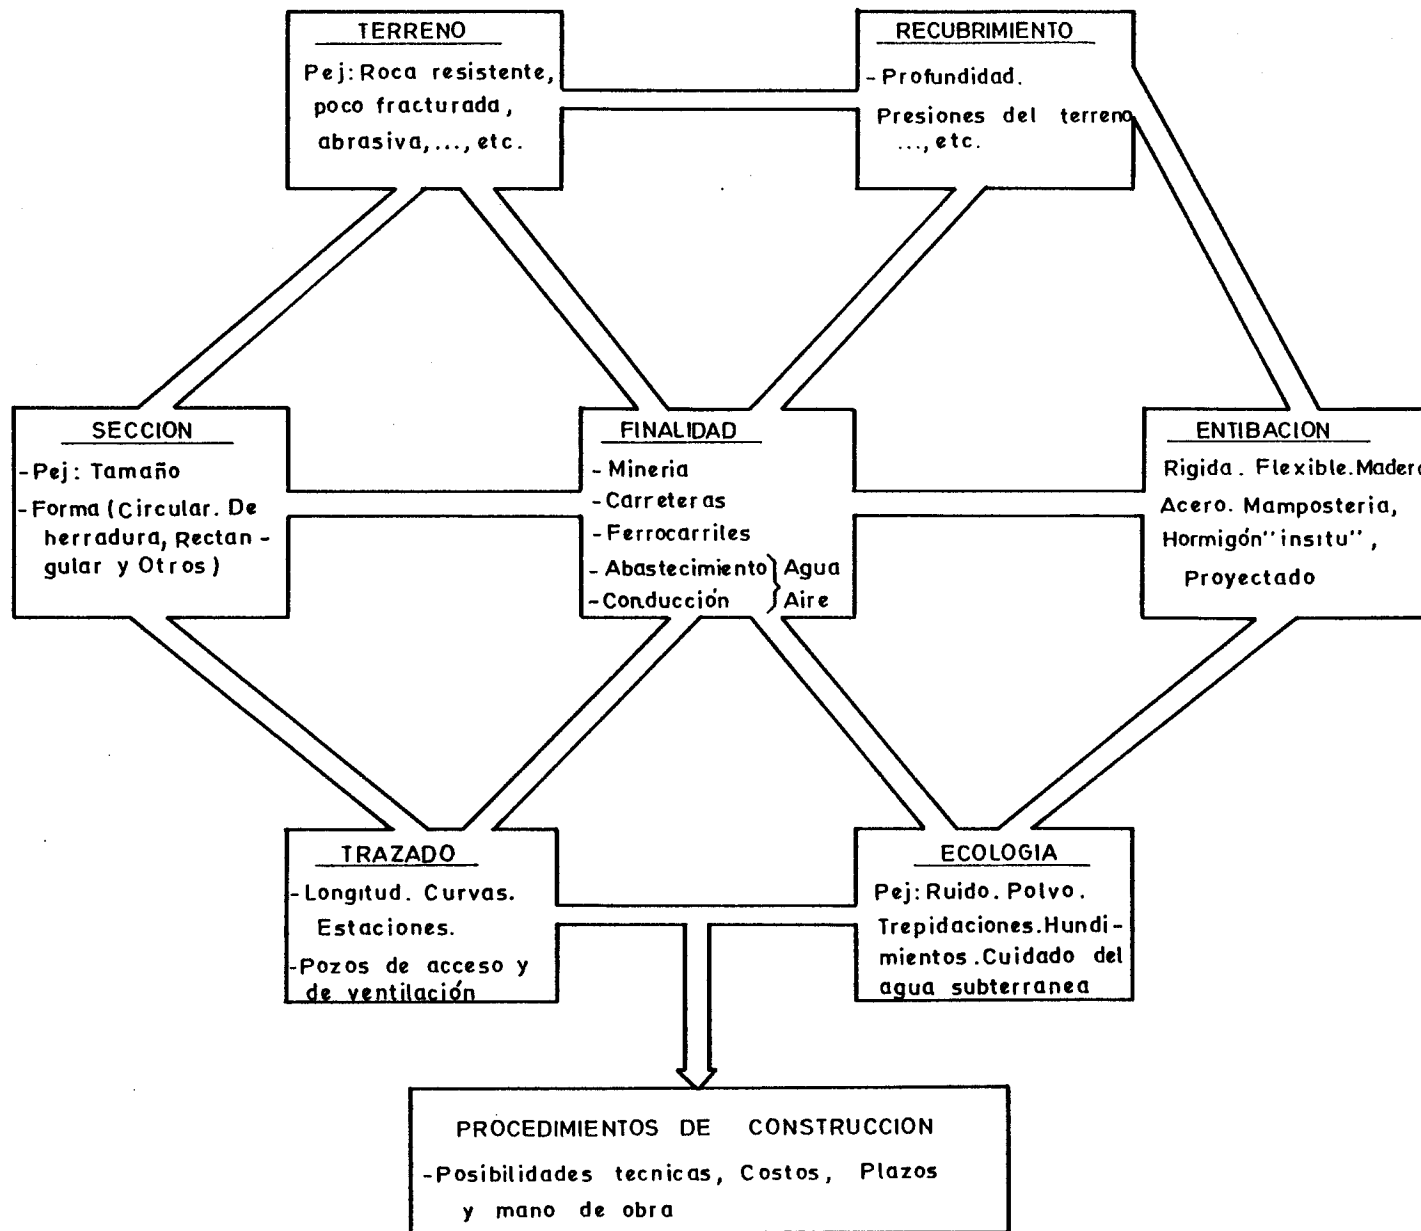 TERRENO
Pej: Roca resistente,
poco fracturada,
abrasiva,..., etc.
RECUBRIMIENTO
- Profundidad.
Presiones del terreno
..., etc.
SECCION
- Pej: Tamaño
- Forma (Circular. De
herradura, Rectan-
gular y Otros)
FINALIDAD
- Mineria
- Carreteras
- Ferrocarriles
- Abastecimiento } Agua
- Conducción } Aire
ENTIBACION
Rigida. Flexible. Madera
Acero. Mamposteria,
Hormigón "insitu",
Proyectado
TRAZADO
- Longitud. Curvas.
Estaciones.
- Pozos de acceso y
de ventilación
ECOLOGIA
Pej: Ruido. Polvo.
Trepidaciones. Hundi-
mientos. Cuidado del
agua subterranea
PROCEDIMIENTOS DE CONSTRUCCION
- Posibilidades tecnicas, Costos, Plazos
y mano de obra